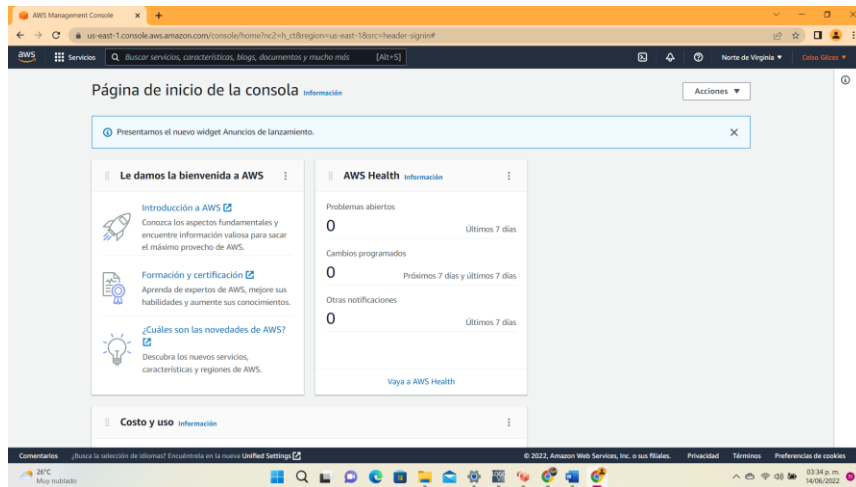 AWS Management Console
us-east-1.console.aws.amazon.com/console/home?nc2=h_ct&region=us-east-1&src=header-signin#
aws
Servicios
Buscar servicios, características, blogs, documentos y mucho más
[Alt+S]
Norte de Virginia
Celso Gilces
Página de inicio de la consola Información
Acciones
Presentamos el nuevo widget Anuncios de lanzamiento.
Le damos la bienvenida a AWS
Introducción a AWS
Conozca los aspectos fundamentales y
encuentre información valiosa para sacar
el máximo provecho de AWS.
Formación y certificación
Aprenda de expertos de AWS, mejore sus
habilidades y aumente sus conocimientos.
¿Cuáles son las novedades de AWS?
Descubra los nuevos servicios,
características y regiones de AWS.
AWS Health Información
Problemas abiertos
0 Últimos 7 días
Cambios programados
0 Próximos 7 días y últimos 7 días
Otras notificaciones
0 Últimos 7 días
Vaya a AWS Health
Costo y uso Información
Comentarios
¿Busca la selección de idiomas? Encuéntrela en la nueva Unified Settings
© 2022, Amazon Web Services, Inc. o sus filiales.
Privacidad
Términos
Preferencias de cookies
26°C
Muy nublado
03:34 p. m.
14/06/2022